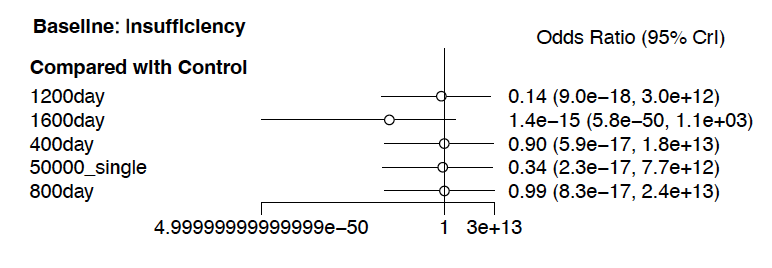 Baseline: Insufficiency
Odds Ratio (95% CrI)
Compared with Control
1200day 0.14 (9.0e−18, 3.0e+12)
1600day 1.4e−15 (5.8e−50, 1.1e+03)
400day 0.90 (5.9e−17, 1.8e+13)
50000_single 0.34 (2.3e−17, 7.7e+12)
800day 0.99 (8.3e−17, 2.4e+13)
4.99999999999999e−50 1 3e+13